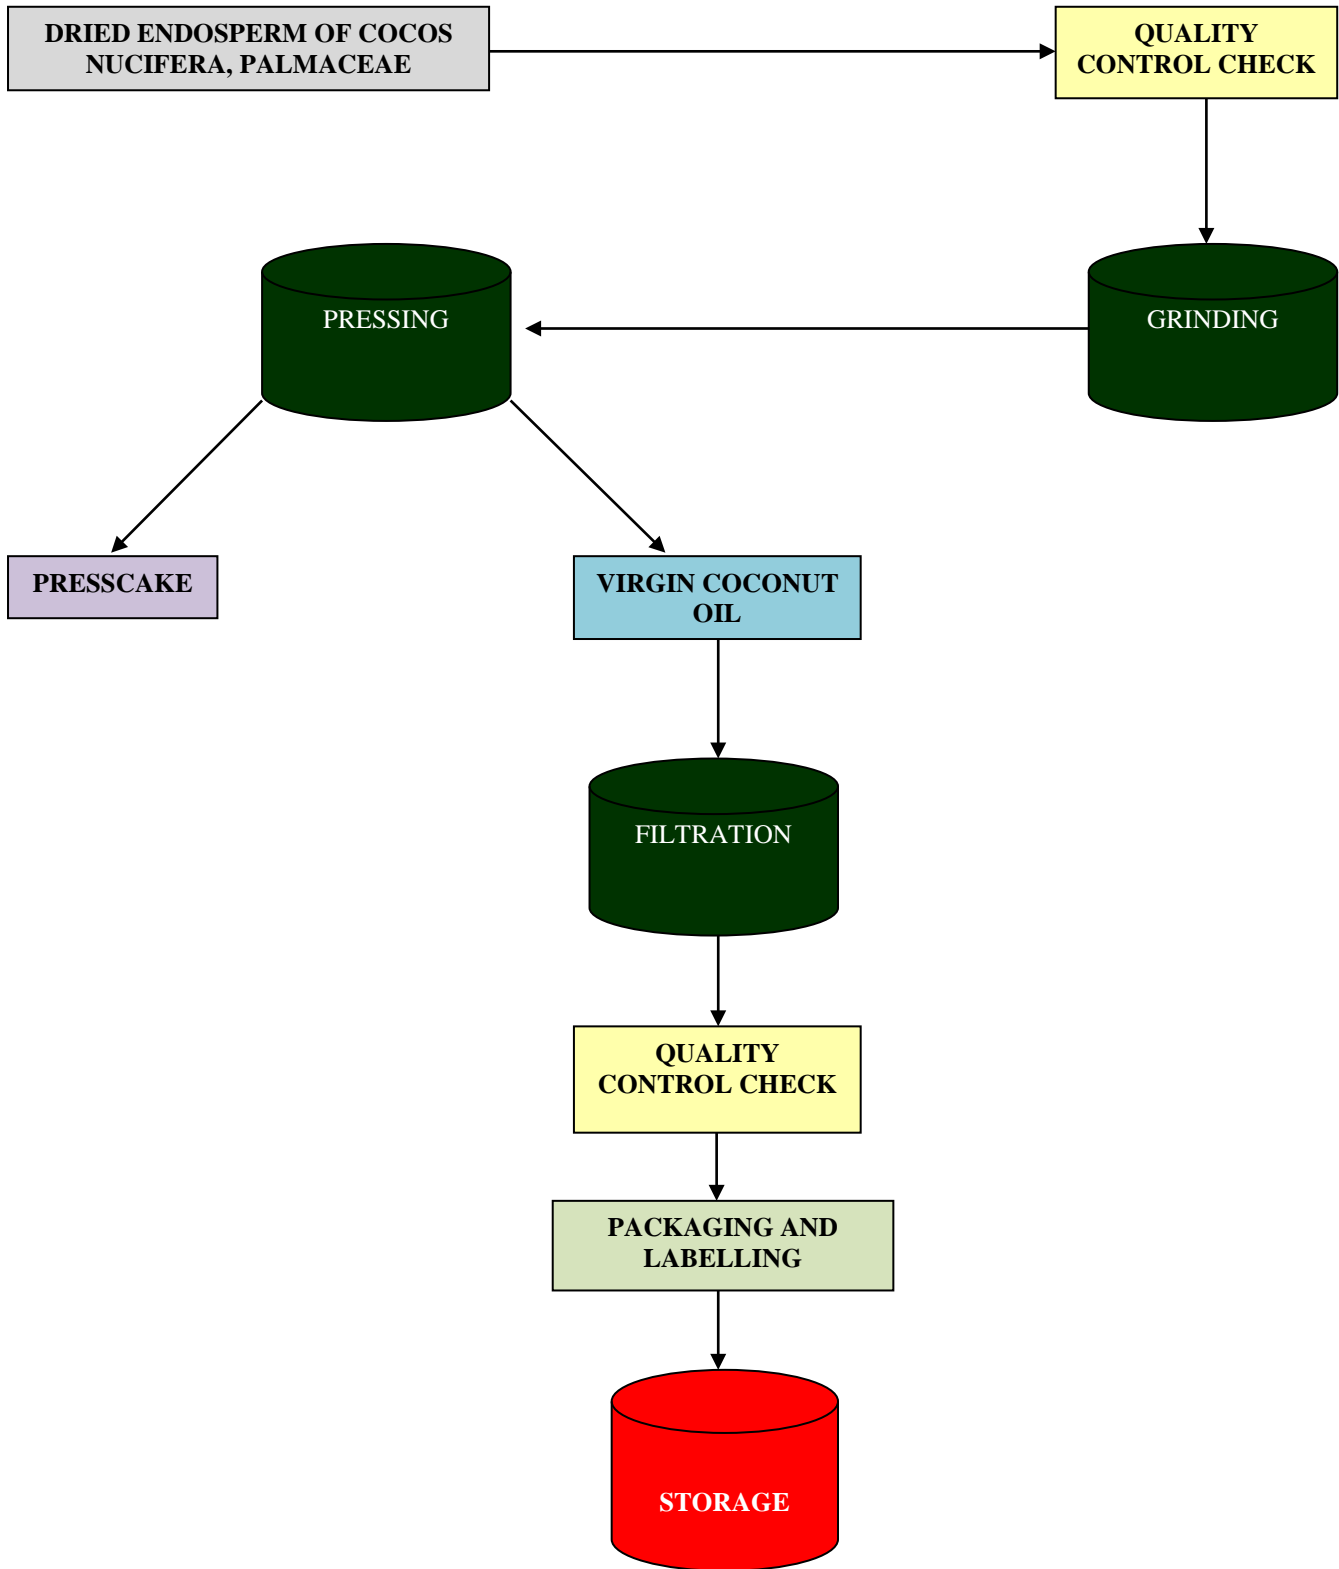 DRIED ENDOSPERM OF COCOS
NUCIFERA, PALMACEAE
QUALITY
CONTROL CHECK
PRESSING
GRINDING
PRESSCAKE
VIRGIN COCONUT
OIL
FILTRATION
QUALITY
CONTROL CHECK
PACKAGING AND
LABELLING
STORAGE